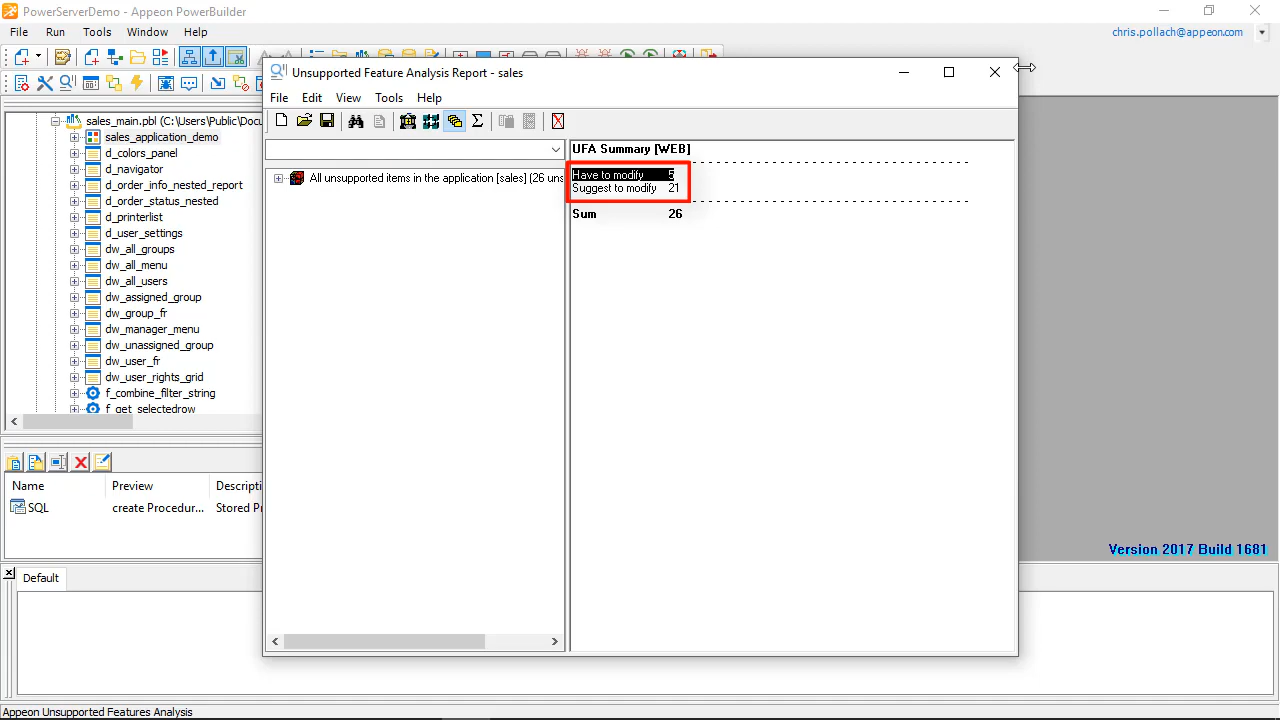 PowerServerDemo - Appeon PowerBuilder
File Run Tools Window Help
chris.pollach@appeon.com
Unsupported Feature Analysis Report - sales
File Edit View Tools Help
UFA Summary [WEB]
Have to modify 5
Suggest to modify 21
Sum 26
All unsupported items in the application [sales] (26 uns
sales_main.pbl (C:\Users\Public\Docu
sales_application_demo
d_colors_panel
d_navigator
d_order_info_nested_report
d_order_status_nested
d_printerlist
d_user_settings
dw_all_groups
dw_all_menu
dw_all_users
dw_assigned_group
dw_group_fr
dw_manager_menu
dw_unassigned_group
dw_user_fr
dw_user_rights_grid
f_combine_filter_string
f_get_selectedrow
Name Preview Descripti
SQL create Procedur... Stored Pr
Version 2017 Build 1681
Default
Appeon Unsupported Features Analysis